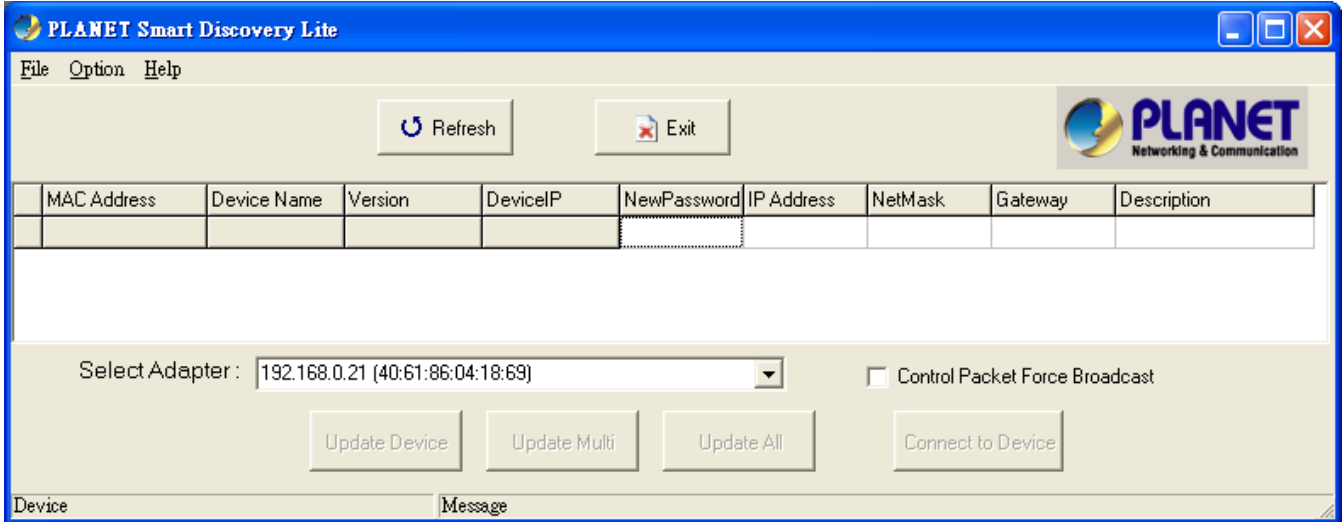 PLANET Smart Discovery Lite
File Option Help
Refresh Exit
PLANET
Networking & Communication
MAC Address Device Name Version DeviceIP NewPassword IP Address NetMask Gateway Description
Select Adapter : 192.168.0.21 (40:61:86:04:18:69) Control Packet Force Broadcast
Update Device Update Multi Update All Connect to Device
Device Message